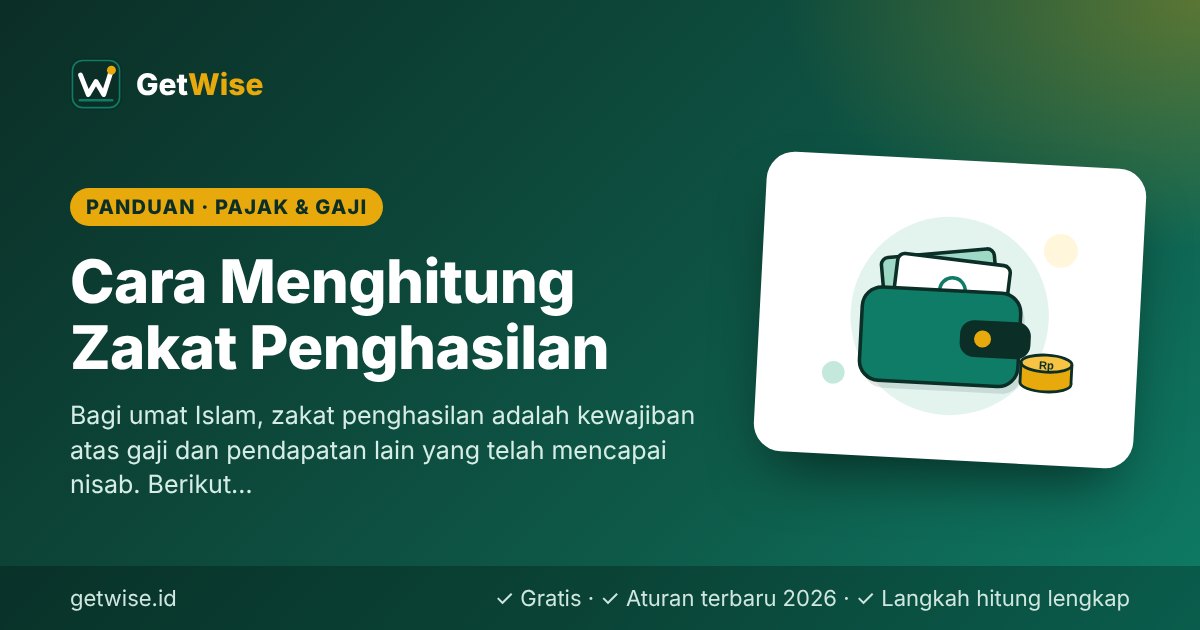 GetWise
PANDUAN · PAJAK & GAJI
Cara Menghitung
Zakat Penghasilan
Bagi umat Islam, zakat penghasilan adalah kewajiban
atas gaji dan pendapatan lain yang telah mencapai
nisab. Berikut...
Rp
getwise.id
✓ Gratis · ✓ Aturan terbaru 2026 · ✓ Langkah hitung lengkap